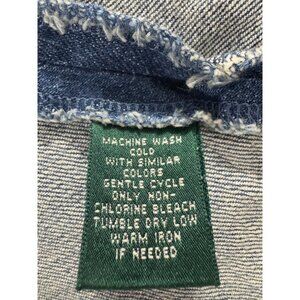 MACHINE WASH
COLD
WITH SIMILAR
COLORS
GENTLE CYCLE
ONLY NON-
CHLORINE BLEACH
TUMBLE DRY LOW
WARM IRON
IF NEEDED